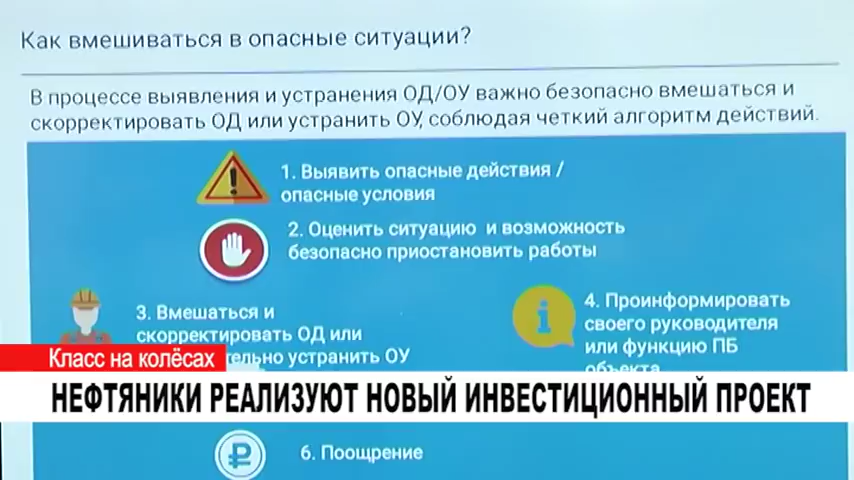 Как вмешиваться в опасные ситуации?
В процессе выявления и устранения ОД/ОУ важно безопасно вмешаться и
скорректировать ОД или устранить ОУ, соблюдая четкий алгоритм действий.
1. Выявить опасные действия /
опасные условия
2. Оценить ситуацию и возможность
безопасно приостановить работы
3. Вмешаться и
скорректировать ОД или
устранить ОУ
4. Проинформировать
своего руководителя
или функцию ПБ
объекта
Класс на колёсах
НЕФТЯНИКИ РЕАЛИЗУЮТ НОВЫЙ ИНВЕСТИЦИОННЫЙ ПРОЕКТ
6. Поощрение